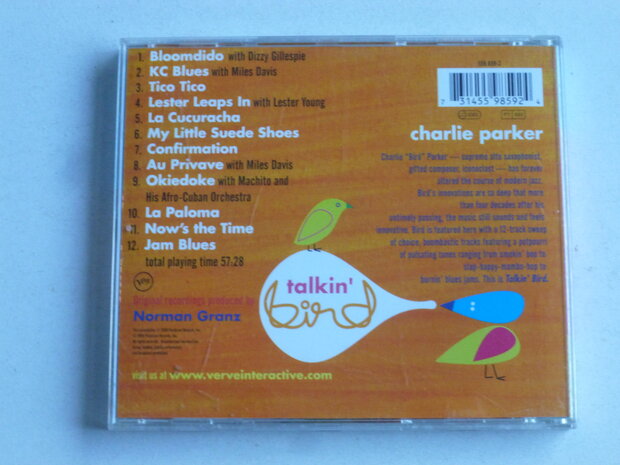 1. Bloomdido with Dizzy Gillespie
2. KC Blues with Miles Davis
3. Tico Tico
4. Lester Leaps In with Lester Young
5. La Cucuracha
6. My Little Suede Shoes
7. Confirmation
8. Au Privave with Miles Davis
9. Okiedoke with Machito and
His Afro-Cuban Orchestra
10. La Paloma
11. Now's the Time
12. Jam Blues
total playing time 57:28
Verve
Original recordings produced by
Norman Granz
visit us at www.verveinteractive.com
7 31455 98592 4
charlie parker
Charlie "Bird" Parker — supreme alto saxophonist,
gifted composer, iconoclast — has forever
altered the course of modern jazz.
Bird's innovations are so deep that more
than four decades after his
untimely passing, the music still sounds and feels
innovative. Bird is featured here with a 12-track sweep
of choice, boombastic tracks featuring a potpourri
of pulsating tunes ranging from smokin' bop to
slap-happy-mambo-hop to
burnin' blues jams. This is Talkin' Bird.
talkin'
bird